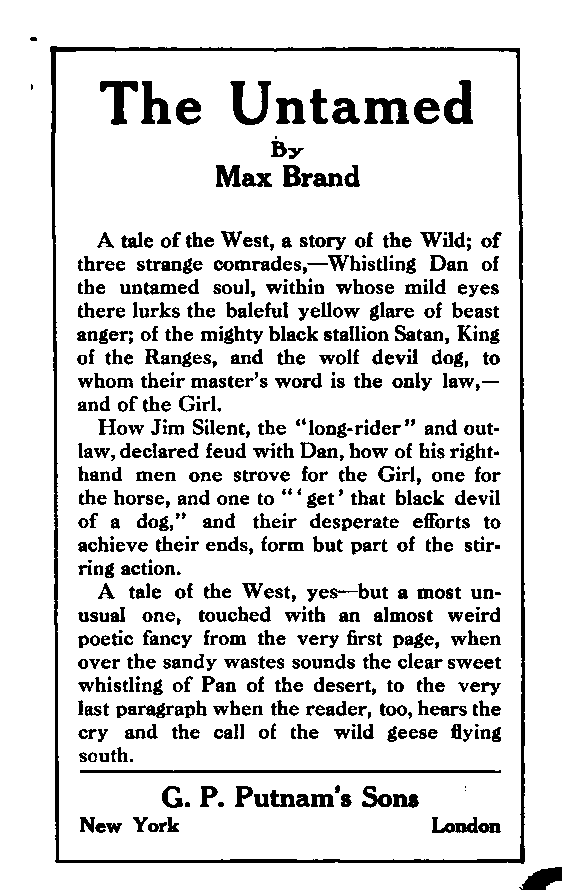 The Untamed
By
Max Brand
A tale of the West, a story of the Wild; of
three strange comrades,—Whistling Dan of
the untamed soul, within whose mild eyes
there lurks the baleful yellow glare of beast
anger; of the mighty black stallion Satan, King
of the Ranges, and the wolf devil dog, to
whom their master's word is the only law,—
and of the Girl.
How Jim Silent, the "long-rider" and out-
law, declared feud with Dan, how of his right-
hand men one strove for the Girl, one for
the horse, and one to "'get' that black devil
of a dog," and their desperate efforts to
achieve their ends, form but part of the stir-
ring action.
A tale of the West, yes—but a most un-
usual one, touched with an almost weird
poetic fancy from the very first page, when
over the sandy wastes sounds the clear sweet
whistling of Pan of the desert, to the very
last paragraph when the reader, too, hears the
cry and the call of the wild geese flying
south.
G. P. Putnam's Sons
New York London